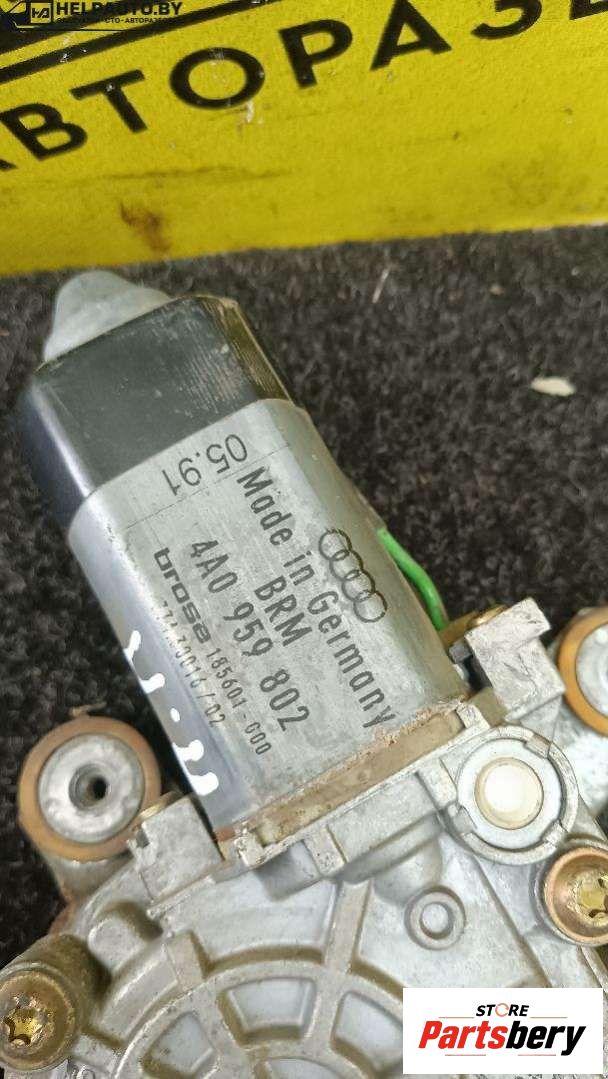 HELPAUTO.BY
АВТОРАЗБ
05.91
Made in Germany
BRM
4A0 959 802
brose 185601-000
STORE
Partsbery